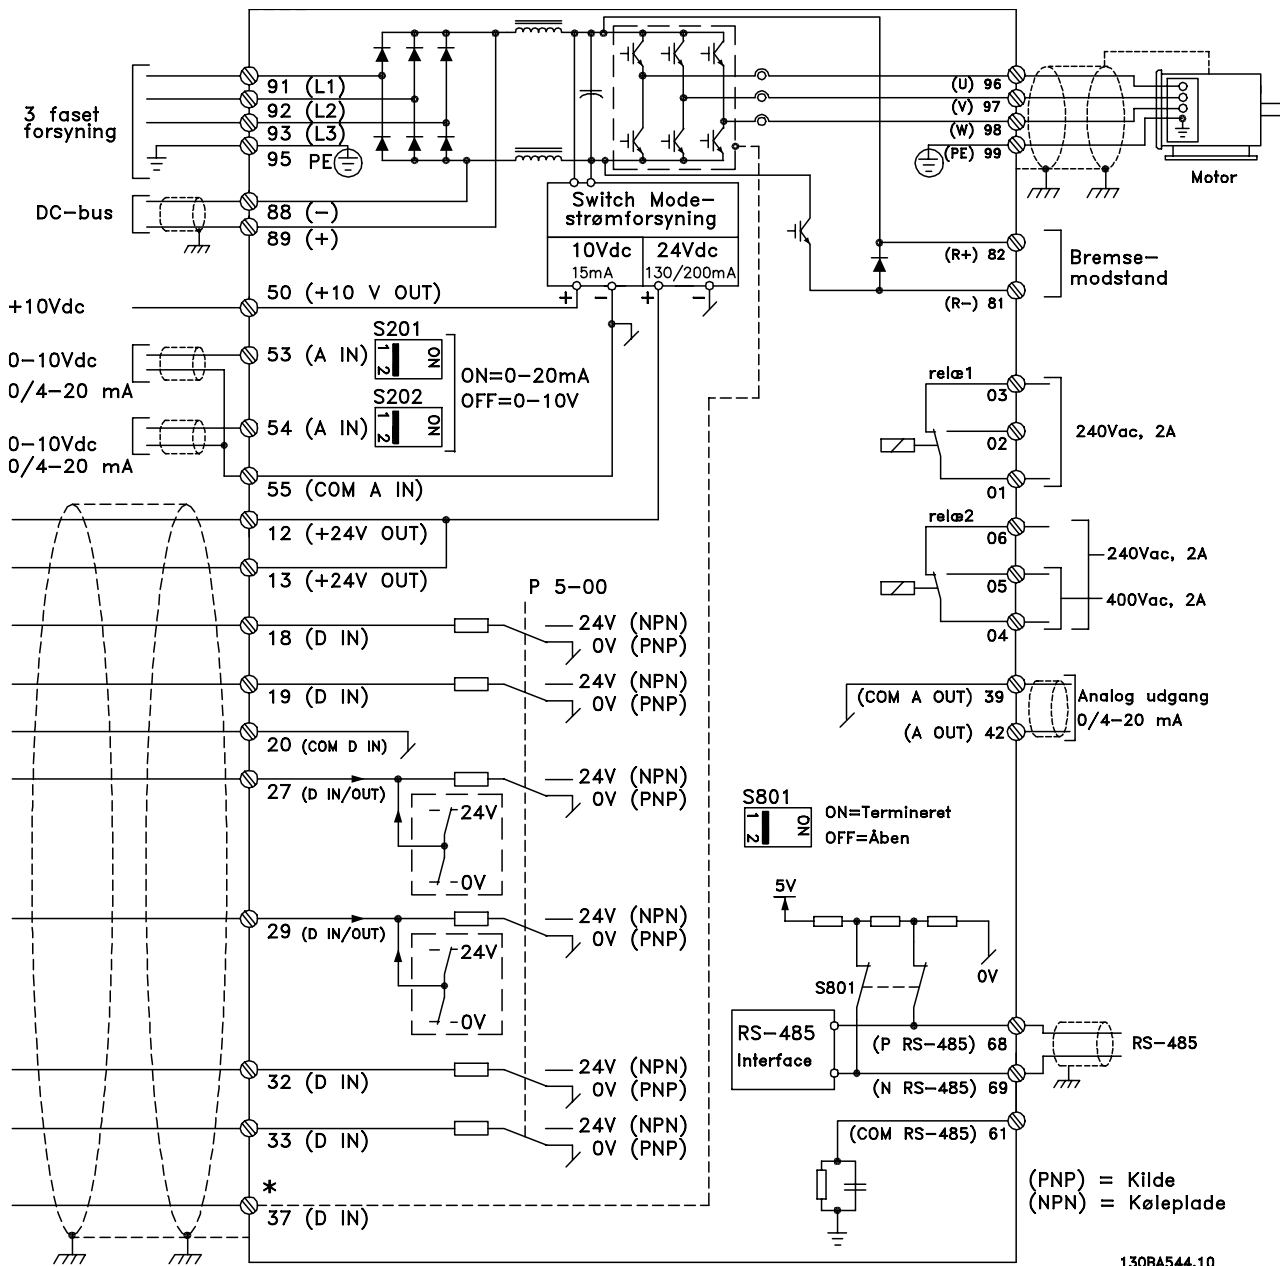 3 faset
forsyning
91 (L1)
92 (L2)
93 (L3)
95 PE
DC-bus
88 (-)
89 (+)
+10Vdc
50 (+10 V OUT)
0-10Vdc
0/4-20 mA
53 (A IN)
S201
1 2 ON
ON=0-20mA
OFF=0-10V
S202
1 2 ON
0-10Vdc
0/4-20 mA
54 (A IN)
55 (COM A IN)
12 (+24V OUT)
13 (+24V OUT)
P 5-00
18 (D IN)
24V (NPN)
0V (PNP)
19 (D IN)
24V (NPN)
0V (PNP)
20 (COM D IN)
27 (D IN/OUT)
24V (NPN)
0V (PNP)
24V
0V
29 (D IN/OUT)
24V (NPN)
0V (PNP)
24V
0V
32 (D IN)
24V (NPN)
0V (PNP)
33 (D IN)
24V (NPN)
0V (PNP)
*
37 (D IN)
Switch Mode-
strømforsyning
10Vdc
15mA
24Vdc
130/200mA
+ - + -
(U) 96
(V) 97
(W) 98
(PE) 99
Motor
(R+) 82
(R-) 81
Bremse-
modstand
relæ1
03
02
01
240Vac, 2A
relæ2
06
05
04
240Vac, 2A
400Vac, 2A
(COM A OUT) 39
(A OUT) 42
Analog udgang
0/4-20 mA
S801
1 2 ON
ON=Termineret
OFF=Åben
5V
0V
S801
RS-485
Interface
(P RS-485) 68
(N RS-485) 69
RS-485
(COM RS-485) 61
(PNP) = Kilde
(NPN) = Køleplade
130BA544.10